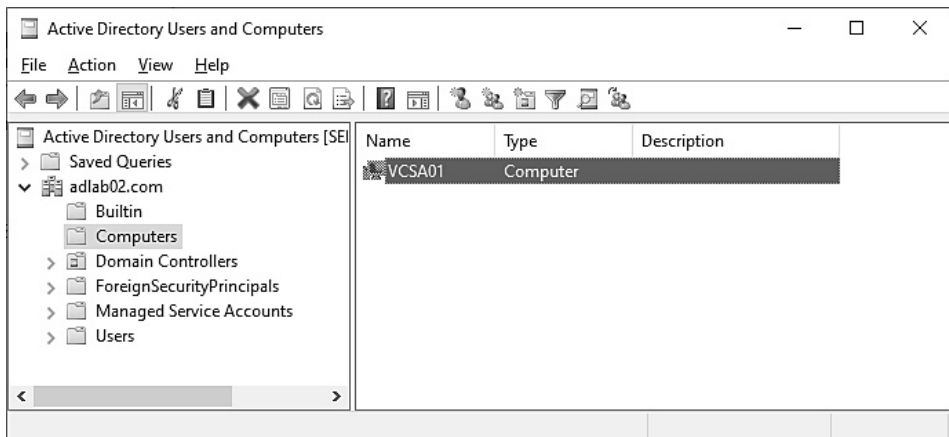 Active Directory Users and Computers
File Action View Help
Active Directory Users and Computers [SEI
Saved Queries
adlab02.com
Builtin
Computers
Domain Controllers
ForeignSecurityPrincipals
Managed Service Accounts
Users
Name Type Description
VCSA01 Computer